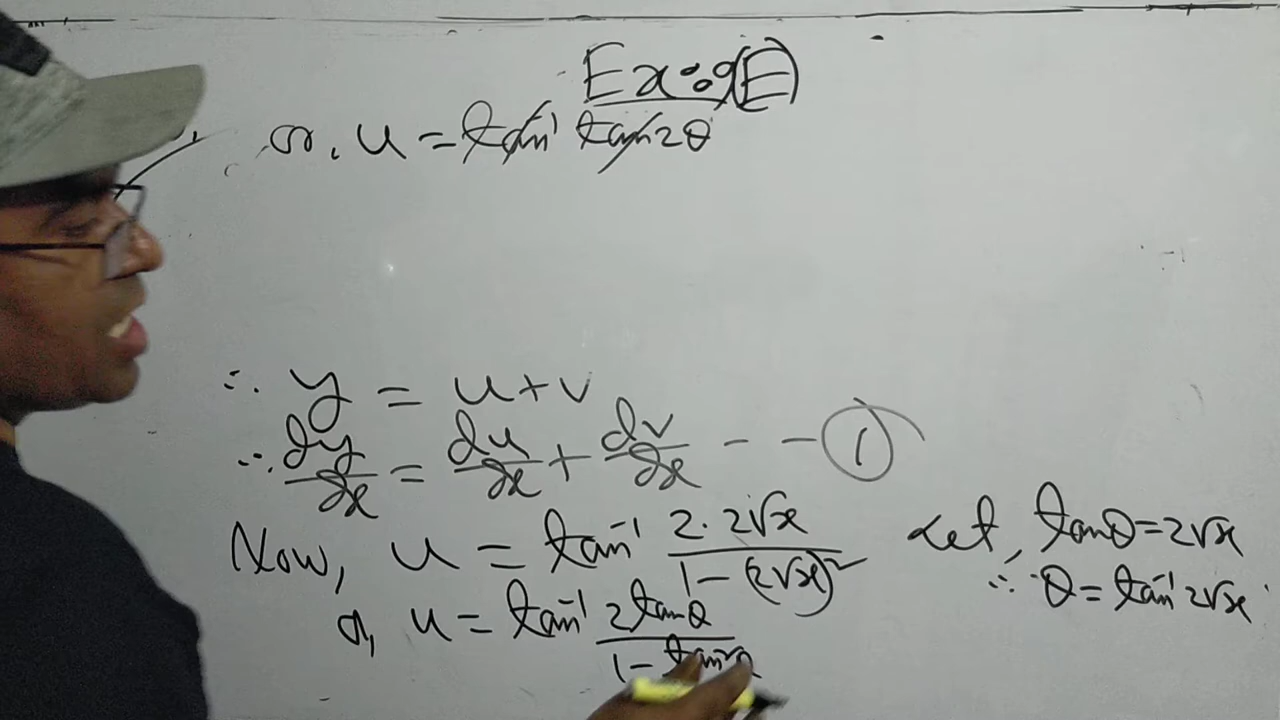 Ex: 9(E)
or, u = tan⁻¹ tan2θ
∴ y = u+v
∴ dy/dx = du/dx + dv/dx - - - ①
Now, u = tan⁻¹ 2·2√x / 1-(2√x)²
Let, tanθ=2√x
∴ θ= tan⁻¹ 2√x
or, u = tan⁻¹ 2tanθ / 1-tan²θ